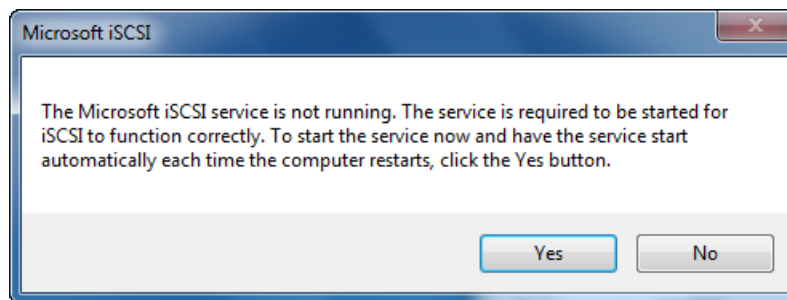 Microsoft iSCSI
The Microsoft iSCSI service is not running. The service is required to be started for
iSCSI to function correctly. To start the service now and have the service start
automatically each time the computer restarts, click the Yes button.
Yes
No